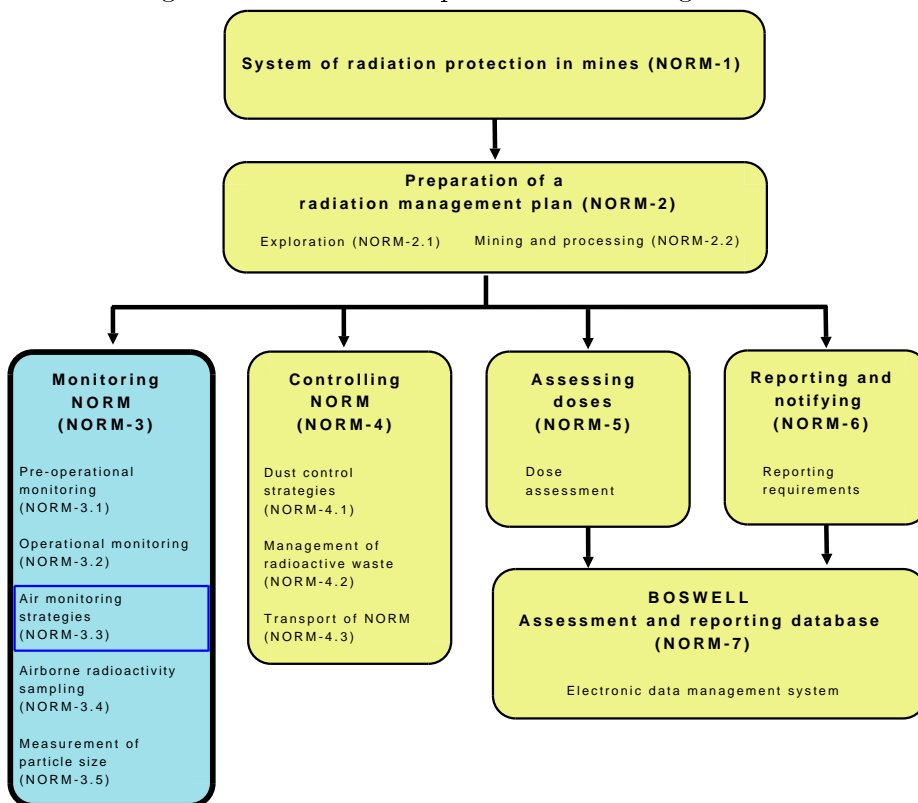 System of radiation protection in mines (NORM-1)
Preparation of a
radiation management plan (NORM-2)
Exploration (NORM-2.1)
Mining and processing (NORM-2.2)
Monitoring
NORM
(NORM-3)
Pre-operational
monitoring
(NORM-3.1)
Operational monitoring
(NORM-3.2)
Air monitoring
strategies
(NORM-3.3)
Airborne radioactivity
sampling
(NORM-3.4)
Measurement of
particle size
(NORM-3.5)
Controlling
NORM
(NORM-4)
Dust control
strategies
(NORM-4.1)
Management of
radioactive waste
(NORM-4.2)
Transport of NORM
(NORM-4.3)
Assessing
doses
(NORM-5)
Dose
assessment
Reporting and
notifying
(NORM-6)
Reporting
requirements
BOSWELL
Assessment and reporting database
(NORM-7)
Electronic data management system